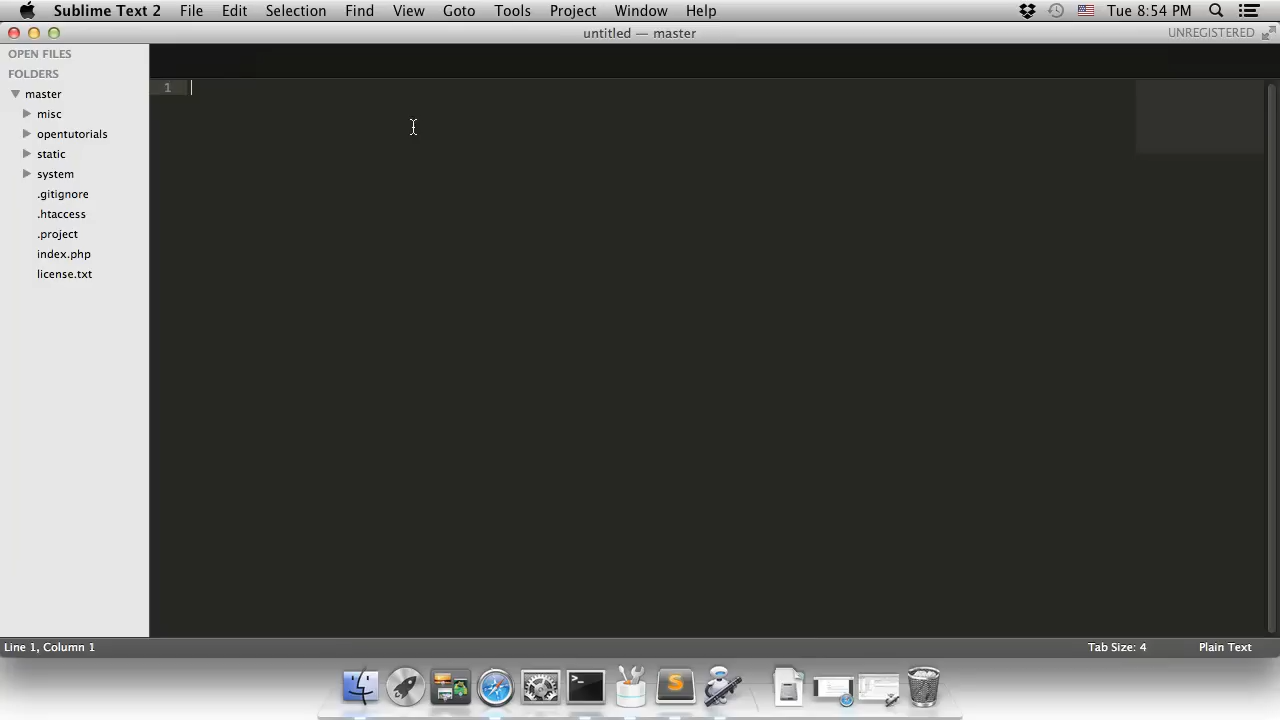 Sublime Text 2 File Edit Selection Find View Goto Tools Project Window Help Tue 8:54 PM
untitled — master UNREGISTERED
OPEN FILES
FOLDERS
master
misc
opentutorials
static
system
.gitignore
.htaccess
.project
index.php
license.txt
1
Line 1, Column 1 Tab Size: 4 Plain Text